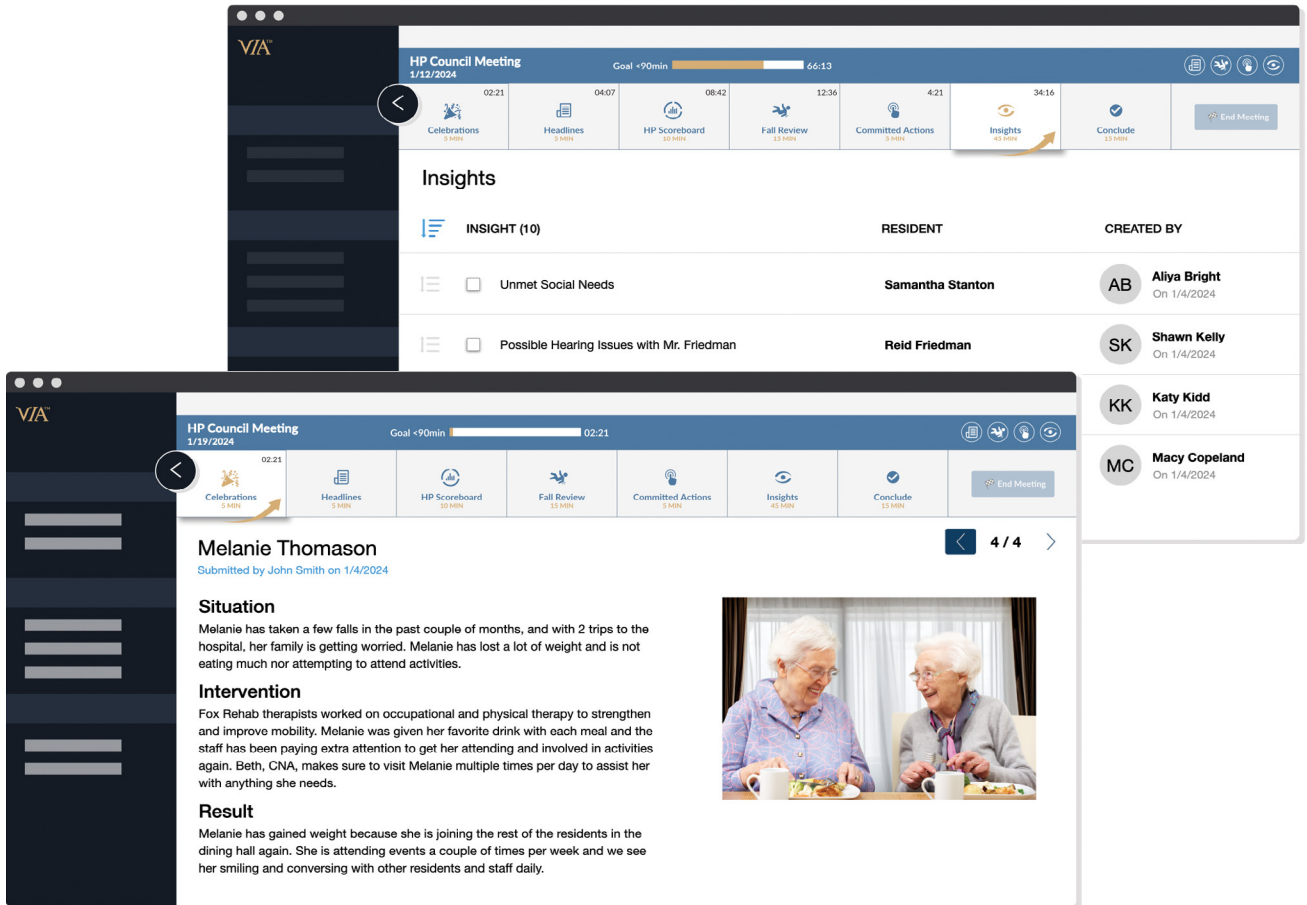 VIA™
HP Council Meeting
1/12/2024
Goal <90min
66:13
02:21
Celebrations
5 MIN
04:07
Headlines
3 MIN
08:42
HP Scoreboard
10 MIN
12:36
Fall Review
13 MIN
4:21
Committed Actions
5 MIN
34:16
Insights
45 MIN
Conclude
15 MIN
End Meeting
Insights
INSIGHT (10)
RESIDENT
CREATED BY
Unmet Social Needs
Samantha Stanton
AB
Aliya Bright
On 1/4/2024
Possible Hearing Issues with Mr. Friedman
Reid Friedman
SK
Shawn Kelly
On 1/4/2024
KK
Katy Kidd
On 1/4/2024
MC
Macy Copeland
On 1/4/2024
VIA™
HP Council Meeting
1/19/2024
Goal <90min
02:21
02:21
Celebrations
5 MIN
Headlines
5 MIN
HP Scoreboard
10 MIN
Fall Review
15 MIN
Committed Actions
5 MIN
Insights
45 MIN
Conclude
15 MIN
End Meeting
Melanie Thomason
Submitted by John Smith on 1/4/2024
4 / 4
Situation
Melanie has taken a few falls in the past couple of months, and with 2 trips to the
hospital, her family is getting worried. Melanie has lost a lot of weight and is not
eating much nor attempting to attend activities.
Intervention
Fox Rehab therapists worked on occupational and physical therapy to strengthen
and improve mobility. Melanie was given her favorite drink with each meal and the
staff has been paying extra attention to get her attending and involved in activities
again. Beth, CNA, makes sure to visit Melanie multiple times per day to assist her
with anything she needs.
Result
Melanie has gained weight because she is joining the rest of the residents in the
dining hall again. She is attending events a couple of times per week and we see
her smiling and conversing with other residents and staff daily.